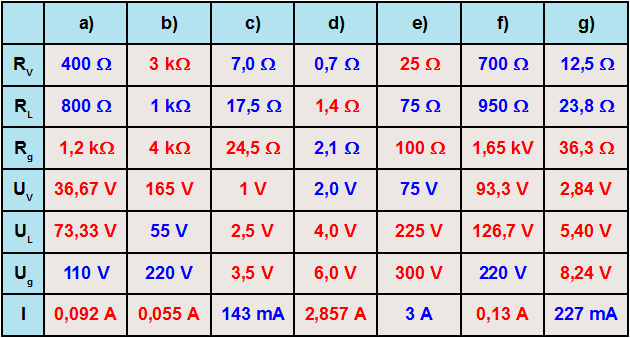 a) b) c) d) e) f) g)
RV 400 Ω 3 kΩ 7,0 Ω 0,7 Ω 25 Ω 700 Ω 12,5 Ω
RL 800 Ω 1 kΩ 17,5 Ω 1,4 Ω 75 Ω 950 Ω 23,8 Ω
Rg 1,2 kΩ 4 kΩ 24,5 Ω 2,1 Ω 100 Ω 1,65 kV 36,3 Ω
UV 36,67 V 165 V 1 V 2,0 V 75 V 93,3 V 2,84 V
UL 73,33 V 55 V 2,5 V 4,0 V 225 V 126,7 V 5,40 V
Ug 110 V 220 V 3,5 V 6,0 V 300 V 220 V 8,24 V
I 0,092 A 0,055 A 143 mA 2,857 A 3 A 0,13 A 227 mA